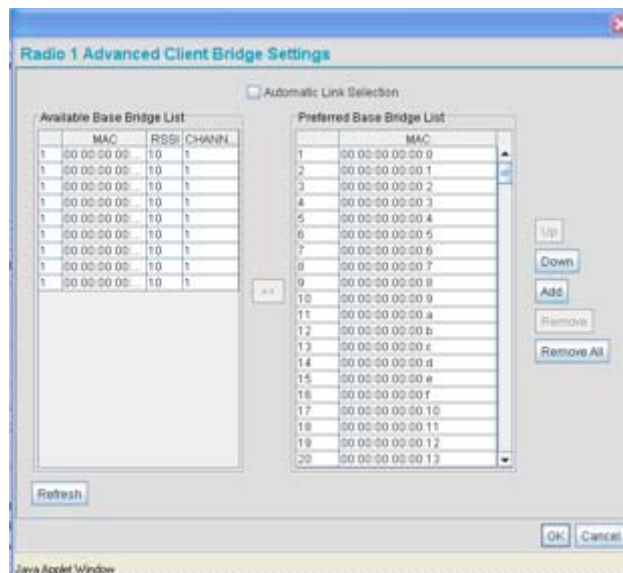 Radio 1 Advanced Client Bridge Settings
Automatic Link Selection
Available Base Bridge List
MAC RSSI CHANN...
1 00:00:00:00:... 10 1
1 00:00:00:00:... 10 1
1 00:00:00:00:... 10 1
1 00:00:00:00:... 10 1
1 00:00:00:00:... 10 1
1 00:00:00:00:... 10 1
1 00:00:00:00:... 10 1
1 00:00:00:00:... 10 1
1 00:00:00:00:... 10 1
Refresh
Preferred Base Bridge List
MAC
1 00:00:00:00:00:0
2 00:00:00:00:00:1
3 00:00:00:00:00:2
4 00:00:00:00:00:3
5 00:00:00:00:00:4
6 00:00:00:00:00:5
7 00:00:00:00:00:6
8 00:00:00:00:00:7
9 00:00:00:00:00:8
10 00:00:00:00:00:9
11 00:00:00:00:00:a
12 00:00:00:00:00:b
13 00:00:00:00:00:c
14 00:00:00:00:00:d
15 00:00:00:00:00:e
16 00:00:00:00:00:f
17 00:00:00:00:00:10
18 00:00:00:00:00:11
19 00:00:00:00:00:12
20 00:00:00:00:00:13
Up
Down
Add
Remove
Remove All
OK Cancel
Java Applet Window